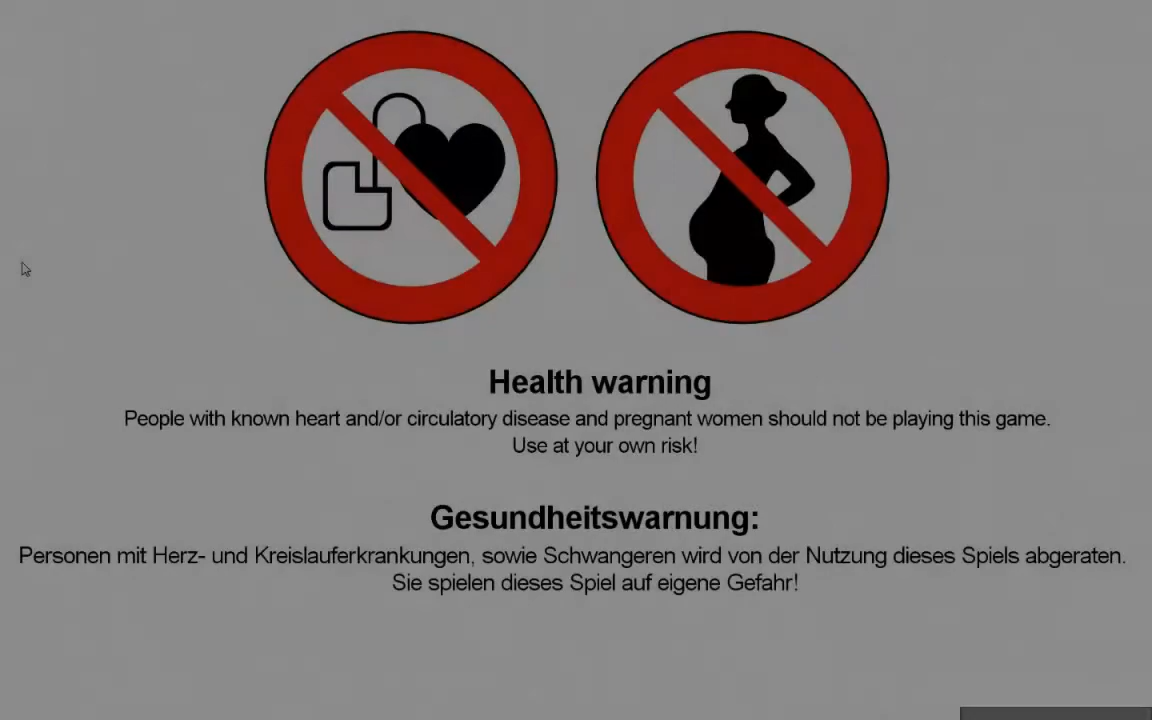 Health warning
People with known heart and/or circulatory disease and pregnant women should not be playing this game.
Use at your own risk!
Gesundheitswarnung:
Personen mit Herz- und Kreislauferkrankungen, sowie Schwangeren wird von der Nutzung dieses Spiels abgeraten.
Sie spielen dieses Spiel auf eigene Gefahr!